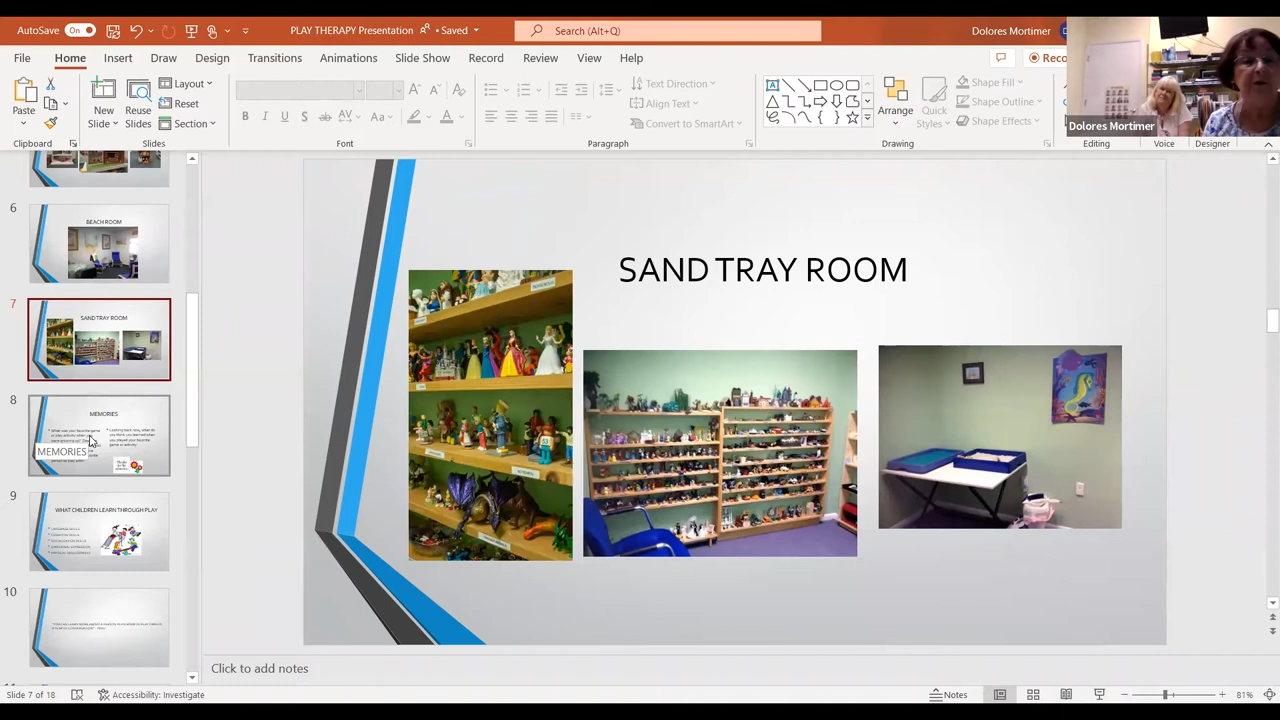 AutoSave On PLAY THERAPY Presentation • Saved Search (Alt+Q) Dolores Mortimer
File Home Insert Draw Design Transitions Animations Slide Show Record Review View Help
Paste
New Slide
Reuse Slides
Layout
Reset
Section
Text Direction
Align Text
Convert to SmartArt
Arrange
Quick Styles
Shape Fill
Shape Outline
Shape Effects
Dolores Mortimer
Clipboard Slides Font Paragraph Drawing Editing Voice Designer
6
BEACH ROOM
7
SAND TRAY ROOM
8
MEMORIES
MEMORIES
9
WHAT CHILDREN LEARN THROUGH PLAY
10
SAND TRAY ROOM
Click to add notes
Slide 7 of 18 Accessibility: Investigate Notes 81%